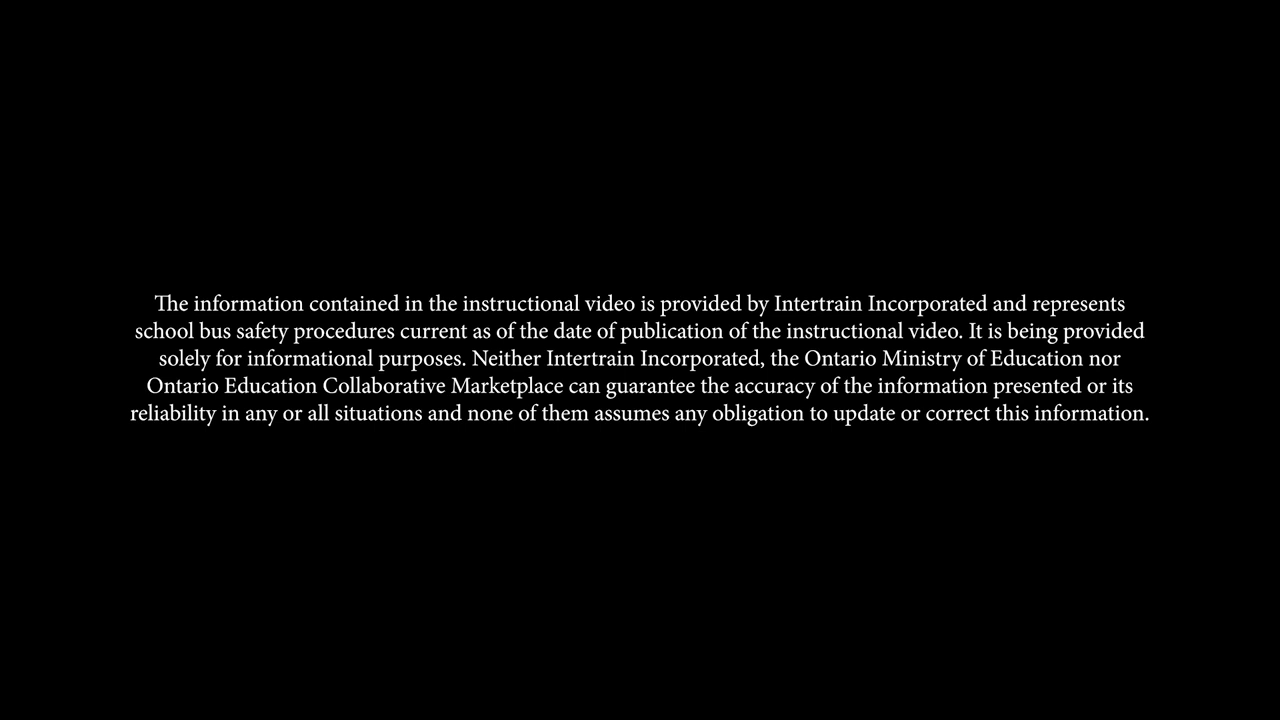 The information contained in the instructional video is provided by Intertrain Incorporated and represents
school bus safety procedures current as of the date of publication of the instructional video. It is being provided
solely for informational purposes. Neither Intertrain Incorporated, the Ontario Ministry of Education nor
Ontario Education Collaborative Marketplace can guarantee the accuracy of the information presented or its
reliability in any or all situations and none of them assumes any obligation to update or correct this information.